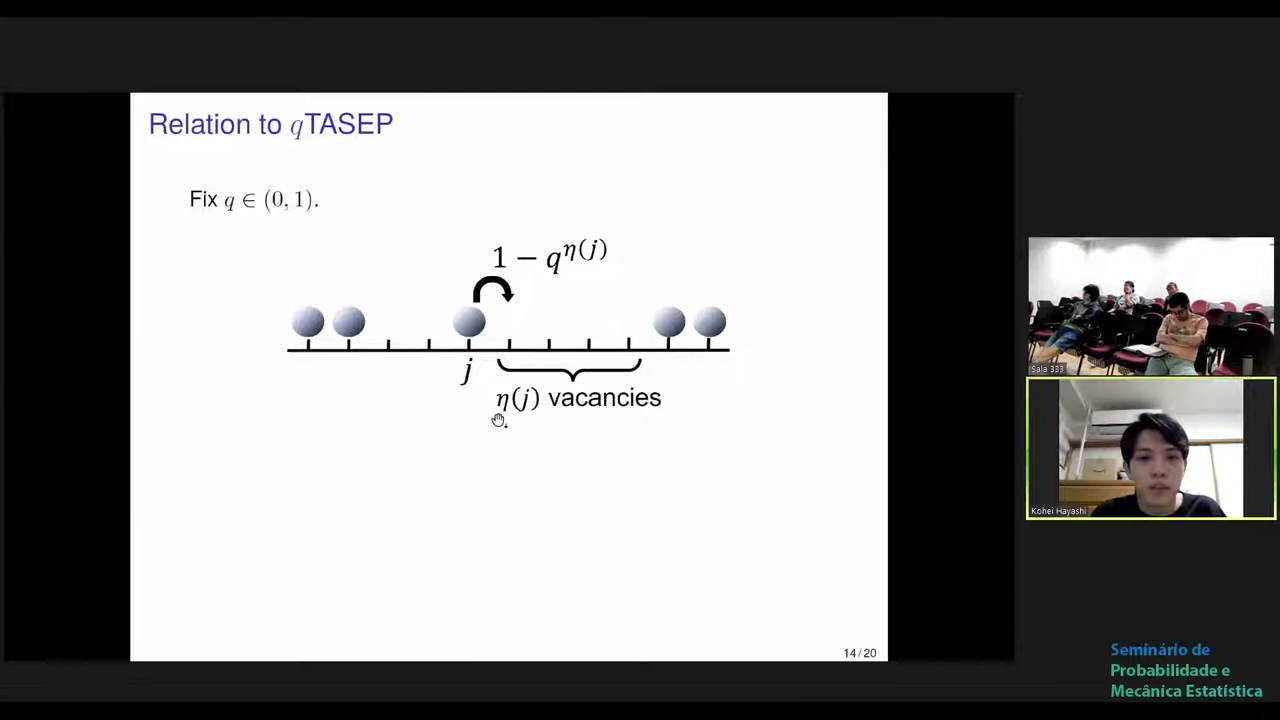 Relation to qTASEP
Fix q ∈ (0, 1).
1 − q^{η(j)}
j
η(j) vacancies
14 / 20
Sala 333
Kohei Hayashi
Seminário de
Probabilidade e
Mecânica Estatística